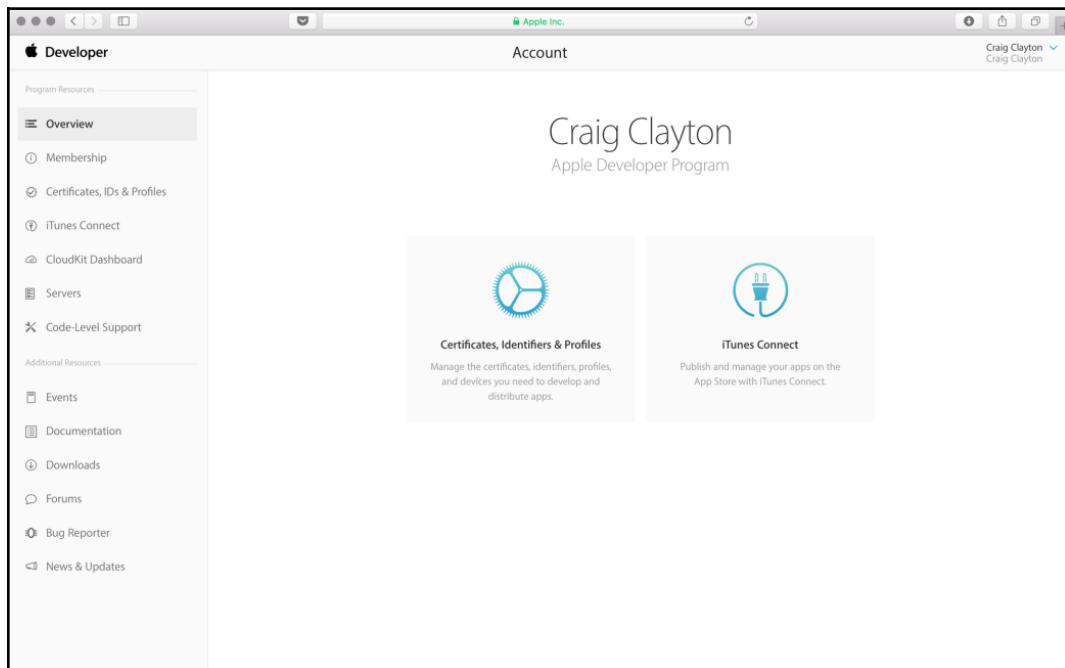 Apple Inc.
Developer
Account
Craig Clayton
Craig Clayton
Program Resources
Overview
Membership
Certificates, IDs & Profiles
iTunes Connect
CloudKit Dashboard
Servers
Code-Level Support
Additional Resources
Events
Documentation
Downloads
Forums
Bug Reporter
News & Updates
Craig Clayton
Apple Developer Program
Certificates, Identifiers & Profiles
Manage the certificates, identifiers, profiles,
and devices you need to develop and
distribute apps.
iTunes Connect
Publish and manage your apps on the
App Store with iTunes Connect.